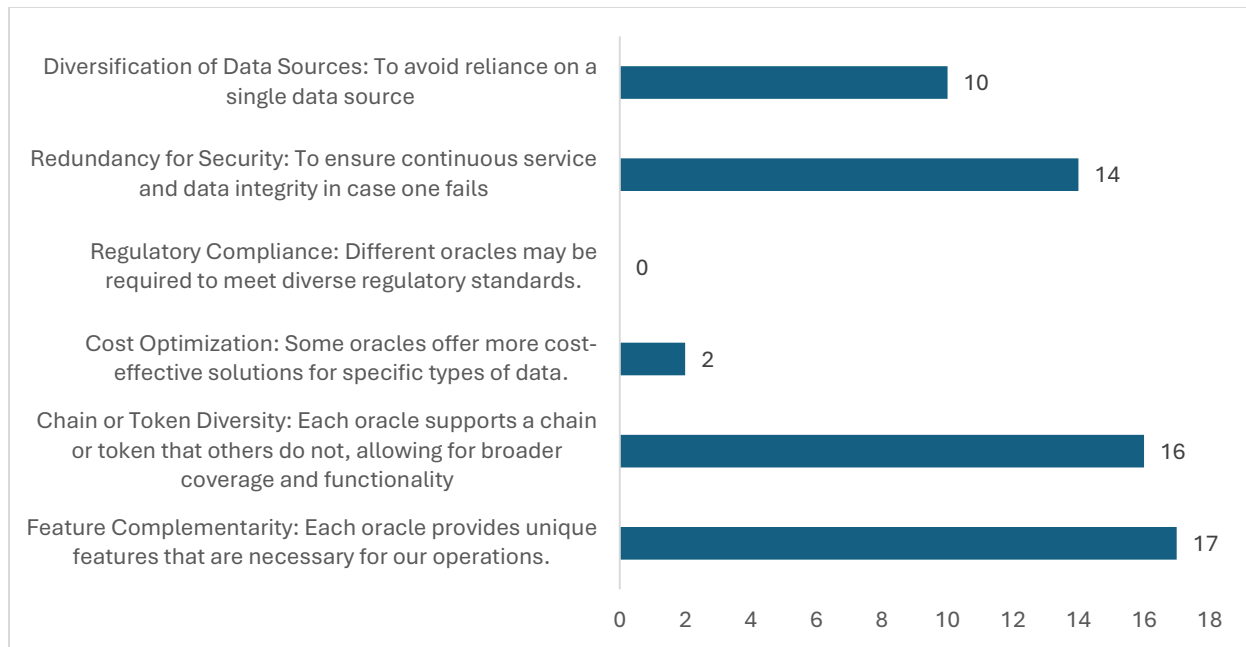 Diversification of Data Sources: To avoid reliance on a
single data source
10
Redundancy for Security: To ensure continuous service
and data integrity in case one fails
14
Regulatory Compliance: Different oracles may be
required to meet diverse regulatory standards.
0
Cost Optimization: Some oracles offer more cost-
effective solutions for specific types of data.
2
Chain or Token Diversity: Each oracle supports a chain
or token that others do not, allowing for broader
coverage and functionality
16
Feature Complementarity: Each oracle provides unique
features that are necessary for our operations.
17
0 2 4 6 8 10 12 14 16 18